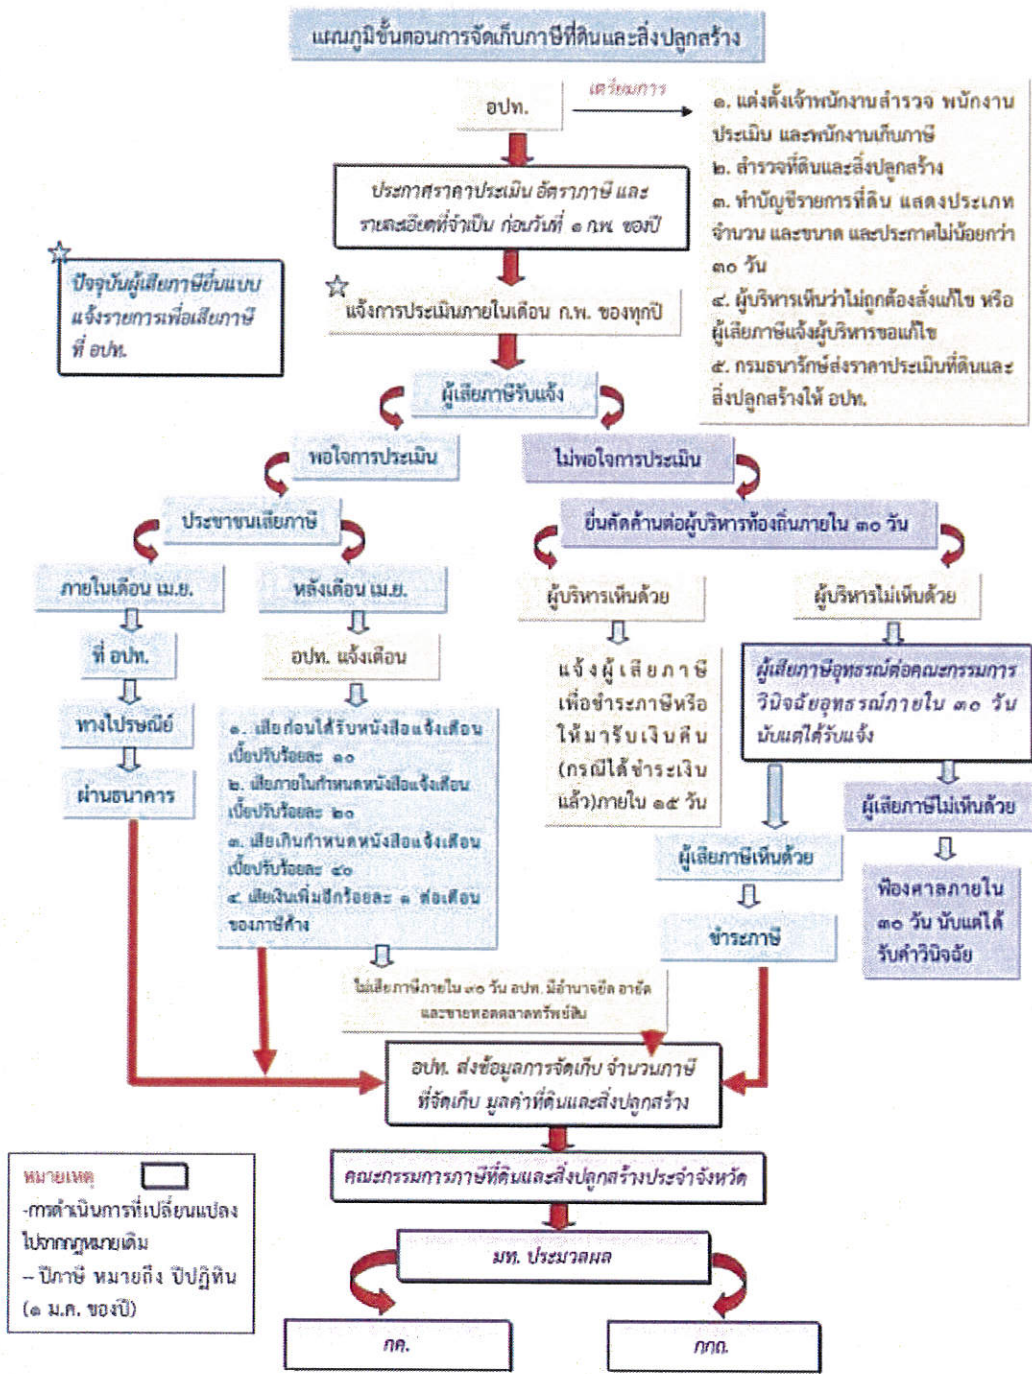 แผนภูมิขั้นตอนการจัดเก็บภาษีที่ดินและสิ่งปลูกสร้าง
อปท.
เตรียมการ
๑. แต่งตั้งเจ้าพนักงานสำรวจ พนักงาน
ประเมิน และพนักงานเก็บภาษี
๒. สำรวจที่ดินและสิ่งปลูกสร้าง
๓. ทำบัญชีรายการที่ดิน แสดงประเภท
จำนวน และขนาด และประกาศไม่น้อยกว่า
๓๐ วัน
๔. ผู้บริหารเห็นว่าไม่ถูกต้องสั่งแก้ไข หรือ
ผู้เสียภาษีแจ้งผู้บริหารขอแก้ไข
๕. กรมธนารักษ์ส่งราคาประเมินที่ดินและ
สิ่งปลูกสร้างให้ อปท.
ประกาศราคาประเมิน อัตราภาษี และ
รายละเอียดที่จำเป็น ก่อนวันที่ ๑ ก.พ. ของปี
ปัจจุบันผู้เสียภาษียื่นแบบ
แจ้งรายการเพื่อเสียภาษี
ที่ อปท.
แจ้งการประเมินภายในเดือน ก.พ. ของทุกปี
ผู้เสียภาษีรับแจ้ง
พอใจการประเมิน
ไม่พอใจการประเมิน
ประชาชนเสียภาษี
ยื่นคัดค้านต่อผู้บริหารท้องถิ่นภายใน ๓๐ วัน
ภายในเดือน เม.ย.
หลังเดือน เม.ย.
ผู้บริหารเห็นด้วย
ผู้บริหารไม่เห็นด้วย
ที่ อปท.
อปท. แจ้งเตือน
แจ้งผู้เสียภาษี
เพื่อชำระภาษีหรือ
ให้มารับเงินคืน
(กรณีได้ชำระเงิน
แล้ว)ภายใน ๑๕ วัน
ผู้เสียภาษีอุทธรณ์ต่อคณะกรรมการ
วินิจฉัยอุทธรณ์ภายใน ๓๐ วัน
นับแต่ได้รับแจ้ง
ทางไปรษณีย์
ผ่านธนาคาร
๑. เสียก่อนได้รับหนังสือแจ้งเตือน
เบี้ยปรับร้อยละ ๑๐
๒. เสียภายในกำหนดหนังสือแจ้งเตือน
เบี้ยปรับร้อยละ ๒๐
๓. เสียเกินกำหนดหนังสือแจ้งเตือน
เบี้ยปรับร้อยละ ๔๐
๔. เสียเงินเพิ่มอีกร้อยละ ๑ ต่อเดือน
ของภาษีค้าง
ผู้เสียภาษีไม่เห็นด้วย
ผู้เสียภาษีเห็นด้วย
ฟ้องศาลภายใน
๓๐ วัน นับแต่ได้
รับคำวินิจฉัย
ชำระภาษี
ไม่เสียภาษีภายใน ๙๐ วัน อปท. มีอำนาจยึด อายัด
และขายทอดตลาดทรัพย์สิน
อปท. ส่งข้อมูลการจัดเก็บ จำนวนภาษี
ที่จัดเก็บ มูลค่าที่ดินและสิ่งปลูกสร้าง
คณะกรรมการภาษีที่ดินและสิ่งปลูกสร้างประจำจังหวัด
มท. ประมวลผล
กค.
กกถ.
หมายเหตุ
-การดำเนินการที่เปลี่ยนแปลง
ไปจากกฎหมายเดิม
– ปีภาษี หมายถึง ปีปฏิทิน
(๑ ม.ค. ของปี)